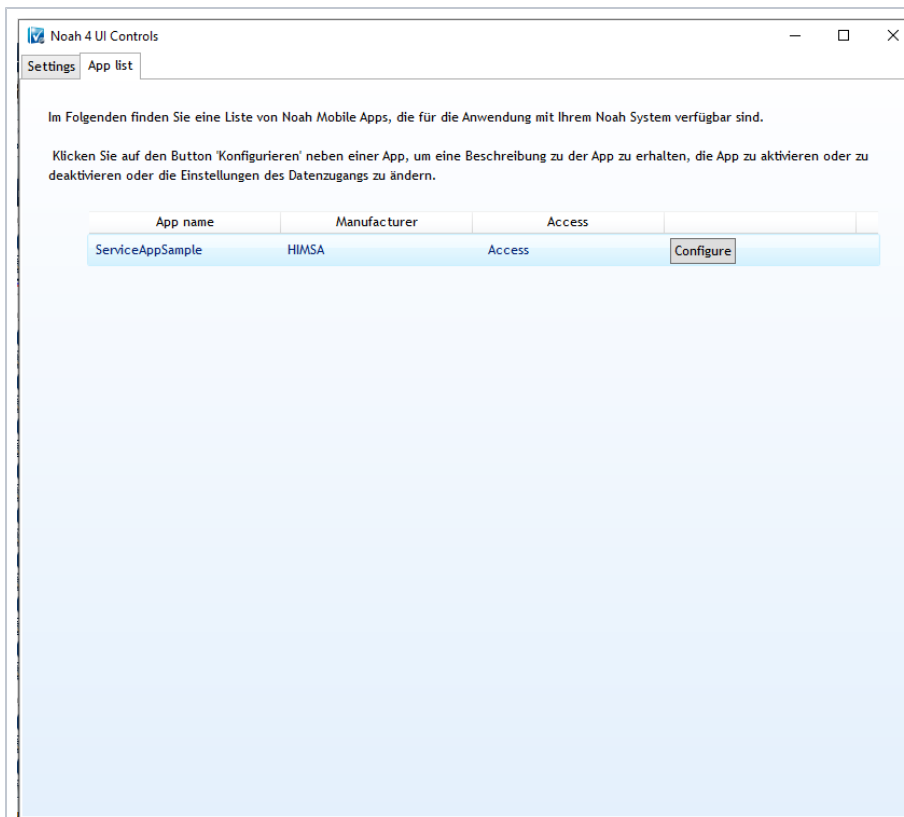 Noah 4 UI Controls
Settings App list
Im Folgenden finden Sie eine Liste von Noah Mobile Apps, die für die Anwendung mit Ihrem Noah System verfügbar sind.
Klicken Sie auf den Button 'Konfigurieren' neben einer App, um eine Beschreibung zu der App zu erhalten, die App zu aktivieren oder zu
deaktivieren oder die Einstellungen des Datenzugangs zu ändern.
App name Manufacturer Access
ServiceAppSample HIMSA Access Configure